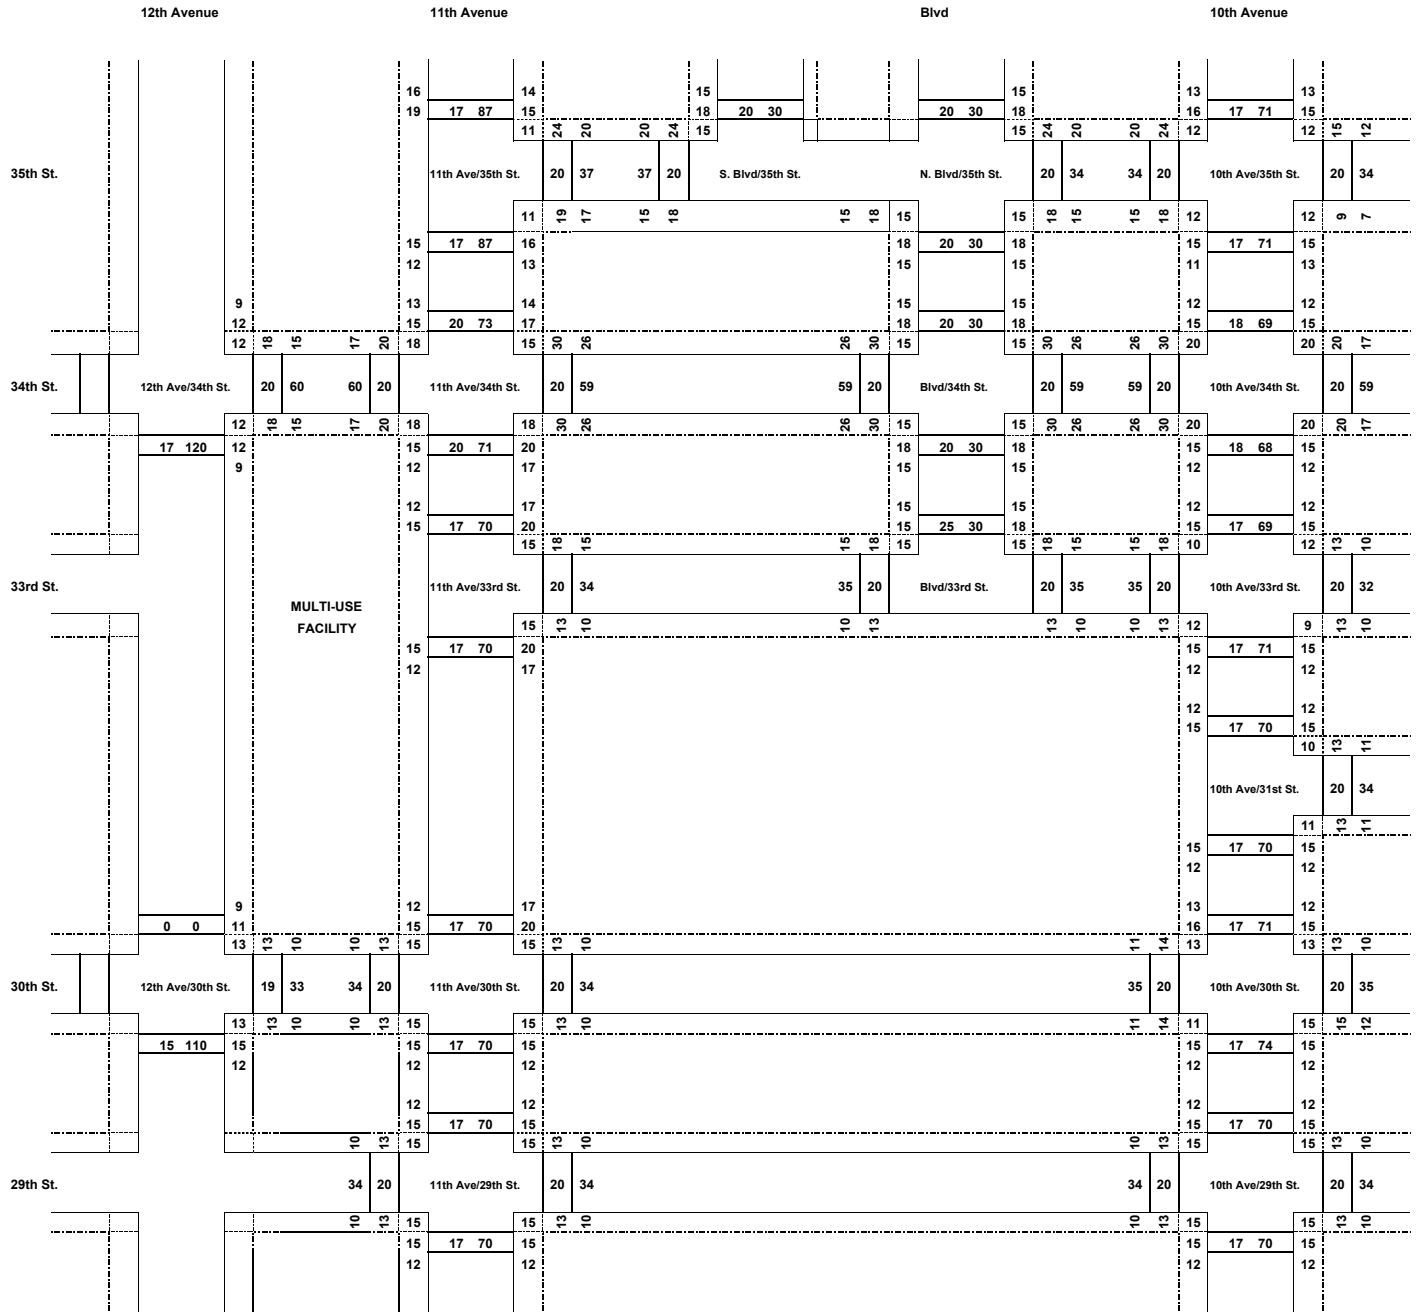 12th Avenue 11th Avenue Blvd 10th Avenue
16 14 15 15 13 13
19 17 87 15 18 20 30 20 30 18 16 17 71 15
11 24 20 20 24 15 15 24 20 20 24 12 12 15 12
35th St. 11th Ave/35th St. 20 37 37 20 S. Blvd/35th St. N. Blvd/35th St. 20 34 34 20 10th Ave/35th St. 20 34
11 19 17 15 18 15 18 15 15 18 15 15 18 12 12 9 7
15 17 87 16 18 20 30 18 15 17 71 15
12 13 15 15 11 13
9 13 14 15 15 12 12
12 15 20 73 17 18 20 30 18 15 18 69 15
12 18 15 17 20 18 15 30 26 26 30 15 15 30 26 26 30 20 20 20 17
34th St. 12th Ave/34th St. 20 60 60 20 11th Ave/34th St. 20 59 59 20 Blvd/34th St. 20 59 59 20 10th Ave/34th St. 20 59
12 18 15 17 20 18 18 30 26 26 30 15 15 30 26 26 30 20 20 20 17
17 120 12 15 20 71 20 18 20 30 18 15 18 68 15
9 12 17 15 15 12 12
12 17 15 15 12 12
15 17 70 20 15 25 30 18 15 17 69 15
15 18 15 15 18 15 15 18 15 15 18 10 12 13 10
33rd St. 11th Ave/33rd St. 20 34 35 20 Blvd/33rd St. 20 35 35 20 10th Ave/33rd St. 20 32
MULTI-USE
FACILITY
15 13 10 10 13 13 10 10 13 12 9 13 10
15 17 70 20 15 17 71 15
12 17 12 12
12 12
15 17 70 15
10 13 11
10th Ave/31st St. 20 34
11 13 11
15 17 70 15
12 12
9 12 17 13 12
0 0 11 15 17 70 20 16 17 71 15
13 13 10 10 13 15 15 13 10 11 14 13 13 13 10
30th St. 12th Ave/30th St. 19 33 34 20 11th Ave/30th St. 20 34 35 20 10th Ave/30th St. 20 35
13 13 10 10 13 15 15 13 10 11 14 11 15 15 12
15 110 15 15 17 70 15 15 17 74 15
12 12 12 12 12
12 12 12 12
15 17 70 15 15 17 70 15
10 13 15 15 13 10 10 13 15 15 13 10
29th St. 34 20 11th Ave/29th St. 20 34 34 20 10th Ave/29th St. 20 34
10 13 15 15 13 10 10 13 15 15 13 10
15 17 70 15 15 17 70 15
12 12 12 12